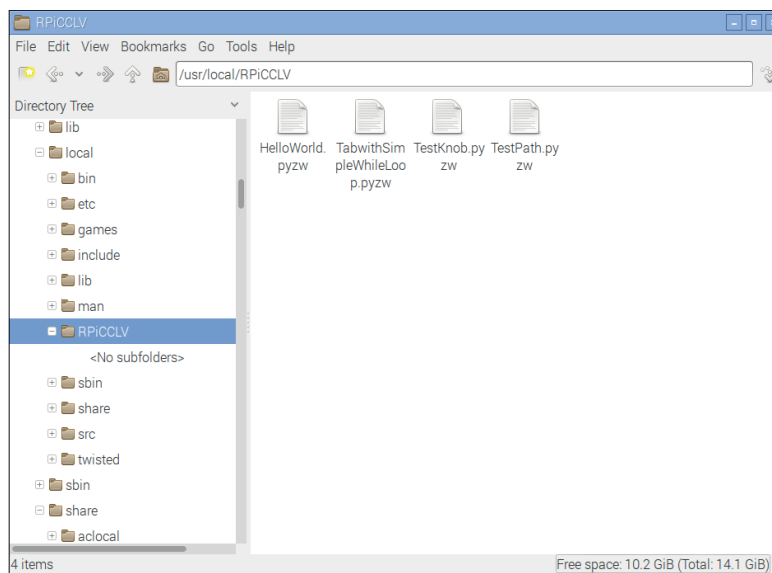 RPiCCLV
File Edit View Bookmarks Go Tools Help
/usr/local/RPiCCLV
Directory Tree
lib
local
bin
etc
games
include
lib
man
RPiCCLV
<No subfolders>
sbin
share
src
twisted
sbin
share
aclocal
HelloWorld.
pyzw
TabwithSim
pleWhileLoo
p.pyzw
TestKnob.py
zw
TestPath.py
zw
4 items
Free space: 10.2 GiB (Total: 14.1 GiB)